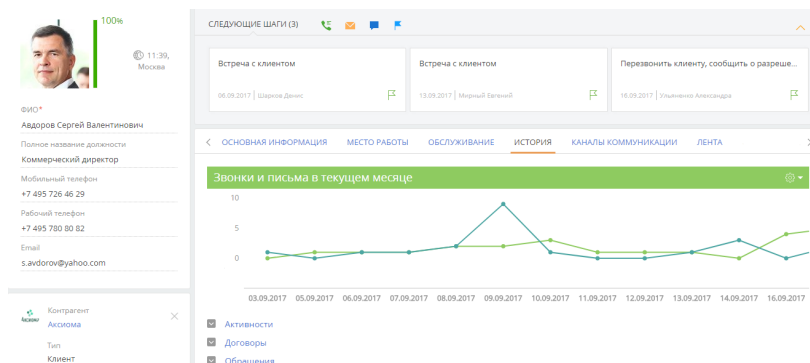 100%
11:39,
Москва
ФИО*
Авдоров Сергей Валентинович
Полное название должности
Коммерческий директор
Мобильный телефон
+7 495 726 46 29
Рабочий телефон
+7 495 780 80 82
Email
s.avdorov@yahoo.com
Контрагент
Аксиома
Тип
Клиент
СЛЕДУЮЩИЕ ШАГИ (3)
Встреча с клиентом
06.09.2017 | Шарков Денис
Встреча с клиентом
13.09.2017 | Мирный Евгений
Перезвонить клиенту, сообщить о разреше...
16.09.2017 | Ульяненко Александра
ОСНОВНАЯ ИНФОРМАЦИЯ МЕСТО РАБОТЫ ОБСЛУЖИВАНИЕ ИСТОРИЯ КАНАЛЫ КОММУНИКАЦИИ ЛЕНТА
Звонки и письма в текущем месяце
10
5
0
03.09.2017 05.09.2017 06.09.2017 07.09.2017 08.09.2017 09.09.2017 10.09.2017 11.09.2017 12.09.2017 13.09.2017 14.09.2017 16.09.2017
Активности
Договоры
Обращения